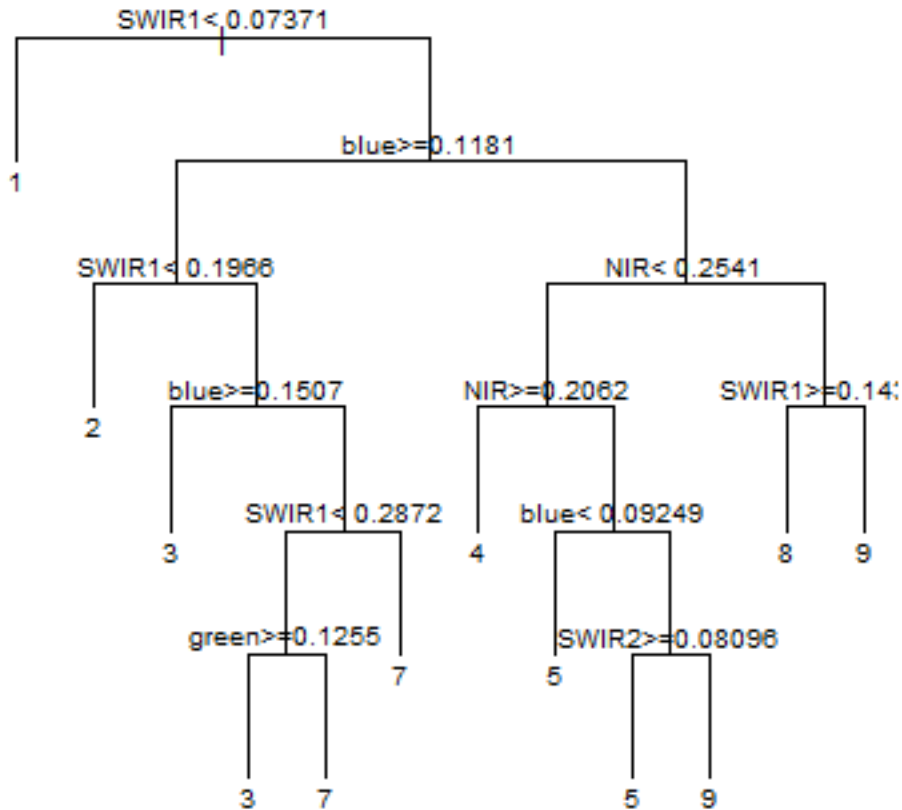 SWIR1< 0.07371
blue>=0.1181
1
SWIR1< 0.1966
NIR< 0.2541
blue>=0.1507
NIR>=0.2062
SWIR1>=0.14
2
SWIR1< 0.2872
blue< 0.09249
3
4
8
9
green>=0.1255
SWIR2>=0.08096
7
5
3
7
5
9